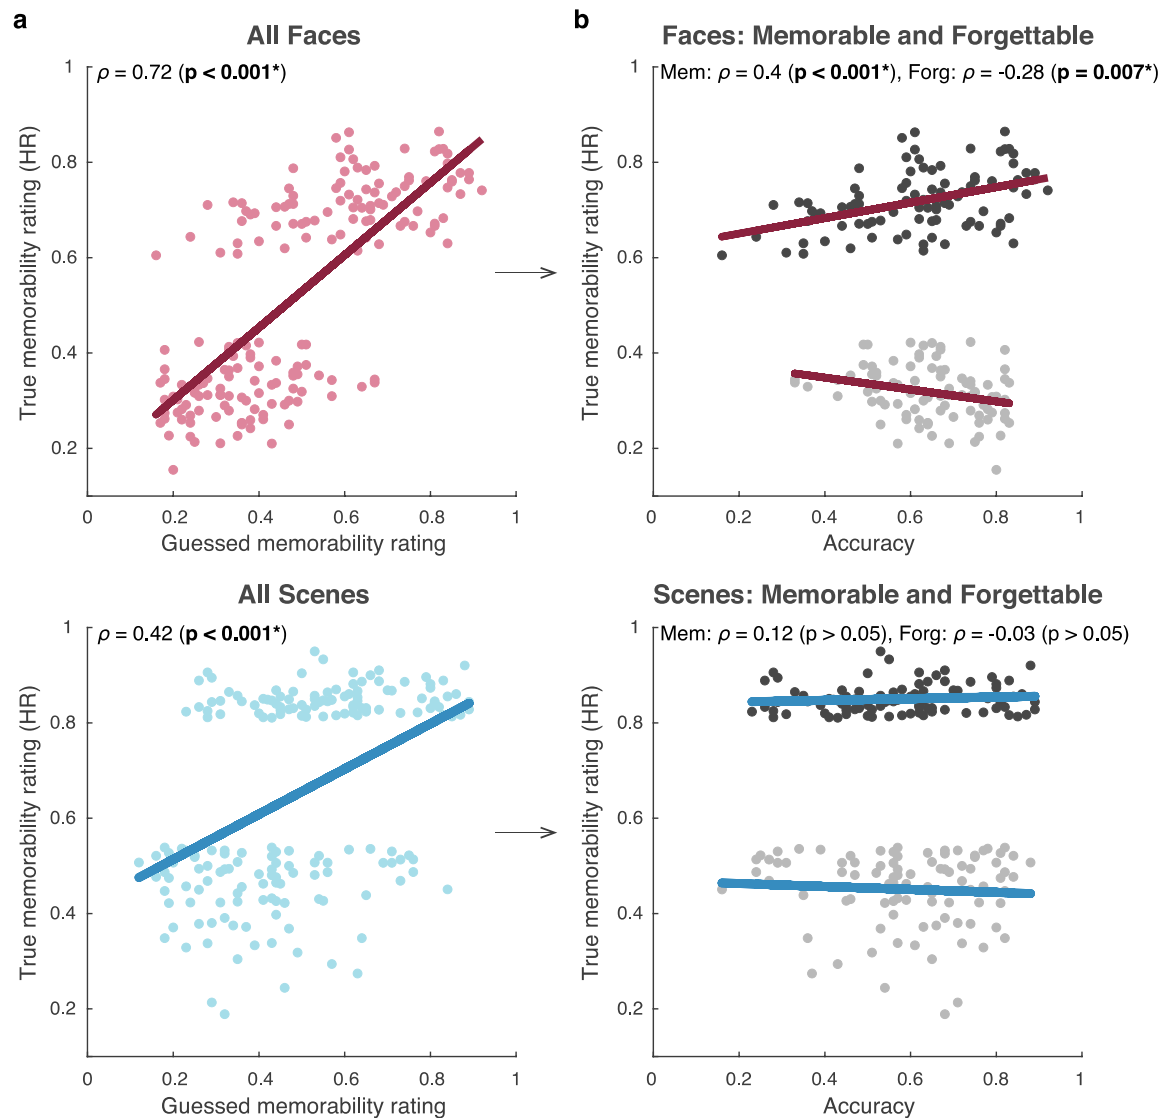 a
All Faces
ρ = 0.72 (p < 0.001*)
True memorability rating (HR)
1
0.8
0.6
0.4
0.2
0 0.2 0.4 0.6 0.8 1
Guessed memorability rating
b
Faces: Memorable and Forgettable
Mem: ρ = 0.4 (p < 0.001*), Forg: ρ = -0.28 (p = 0.007*)
True memorability rating (HR)
1
0.8
0.6
0.4
0.2
0 0.2 0.4 0.6 0.8 1
Accuracy
All Scenes
ρ = 0.42 (p < 0.001*)
True memorability rating (HR)
1
0.8
0.6
0.4
0.2
0 0.2 0.4 0.6 0.8 1
Guessed memorability rating
Scenes: Memorable and Forgettable
Mem: ρ = 0.12 (p > 0.05), Forg: ρ = -0.03 (p > 0.05)
True memorability rating (HR)
1
0.8
0.6
0.4
0.2
0 0.2 0.4 0.6 0.8 1
Accuracy